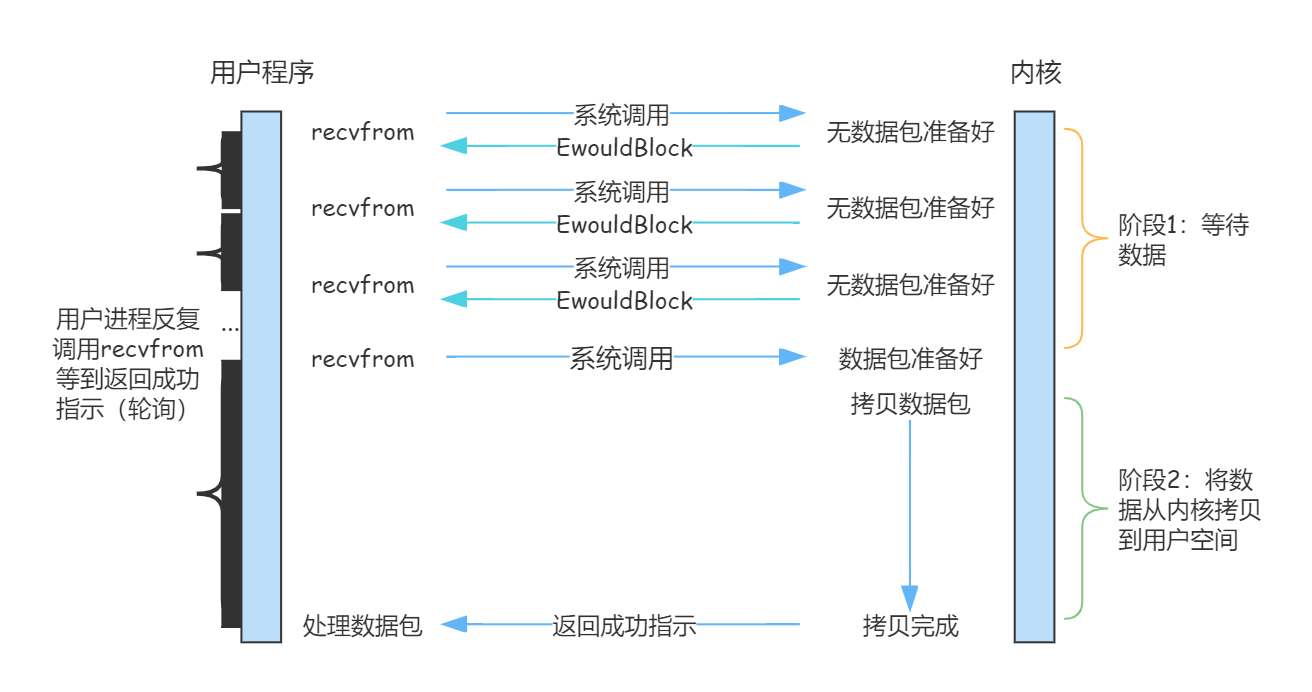 用户程序
内核
recvfrom
系统调用
无数据包准备好
EwouldBlock
recvfrom
系统调用
无数据包准备好
EwouldBlock
recvfrom
系统调用
无数据包准备好
EwouldBlock
阶段1：等待
数据
用户进程反复
调用recvfrom
等到返回成功
指示（轮询）
...
recvfrom
系统调用
数据包准备好
拷贝数据包
阶段2：将数
据从内核拷贝
到用户空间
处理数据包
返回成功指示
拷贝完成